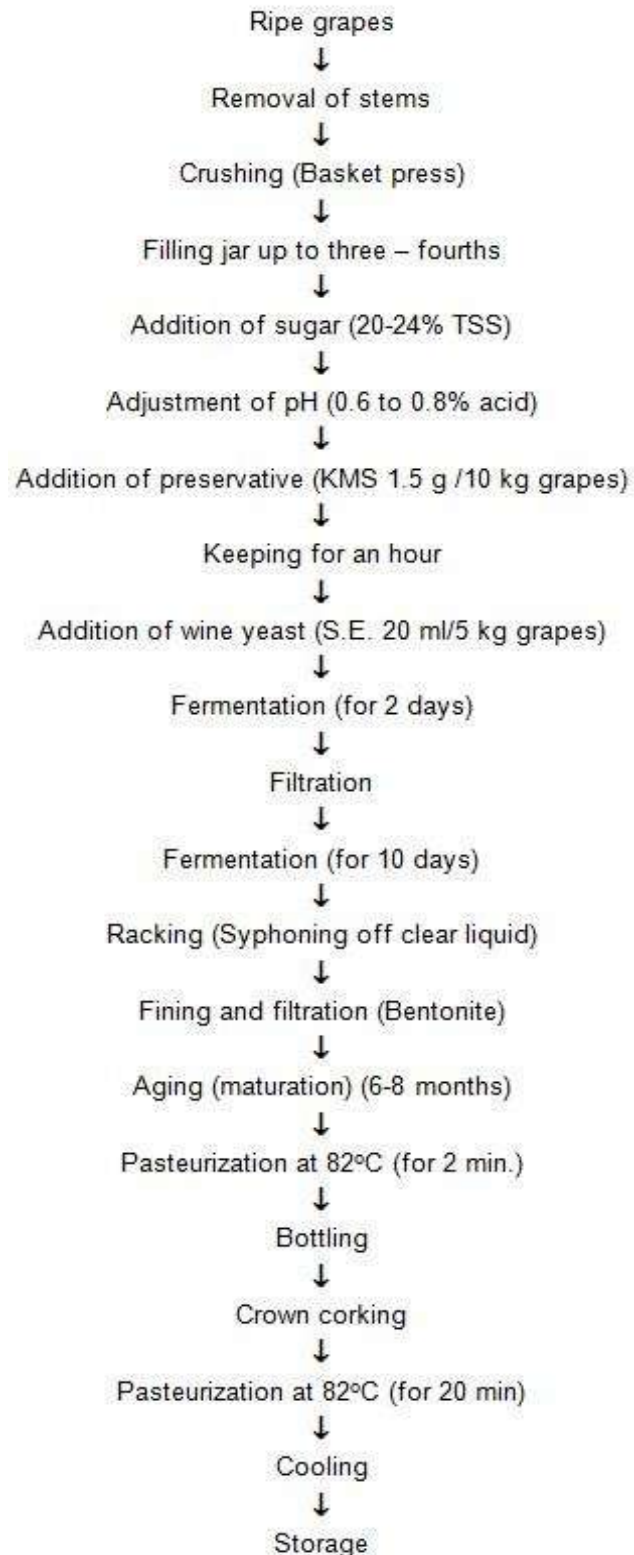 Ripe grapes
↓
Removal of stems
↓
Crushing (Basket press)
↓
Filling jar up to three – fourths
↓
Addition of sugar (20-24% TSS)
↓
Adjustment of pH (0.6 to 0.8% acid)
↓
Addition of preservative (KMS 1.5 g /10 kg grapes)
↓
Keeping for an hour
↓
Addition of wine yeast (S.E. 20 ml/5 kg grapes)
↓
Fermentation (for 2 days)
↓
Filtration
↓
Fermentation (for 10 days)
↓
Racking (Syphoning off clear liquid)
↓
Fining and filtration (Bentonite)
↓
Aging (maturation) (6-8 months)
↓
Pasteurization at 82ºC (for 2 min.)
↓
Bottling
↓
Crown corking
↓
Pasteurization at 82ºC (for 20 min)
↓
Cooling
↓
Storage